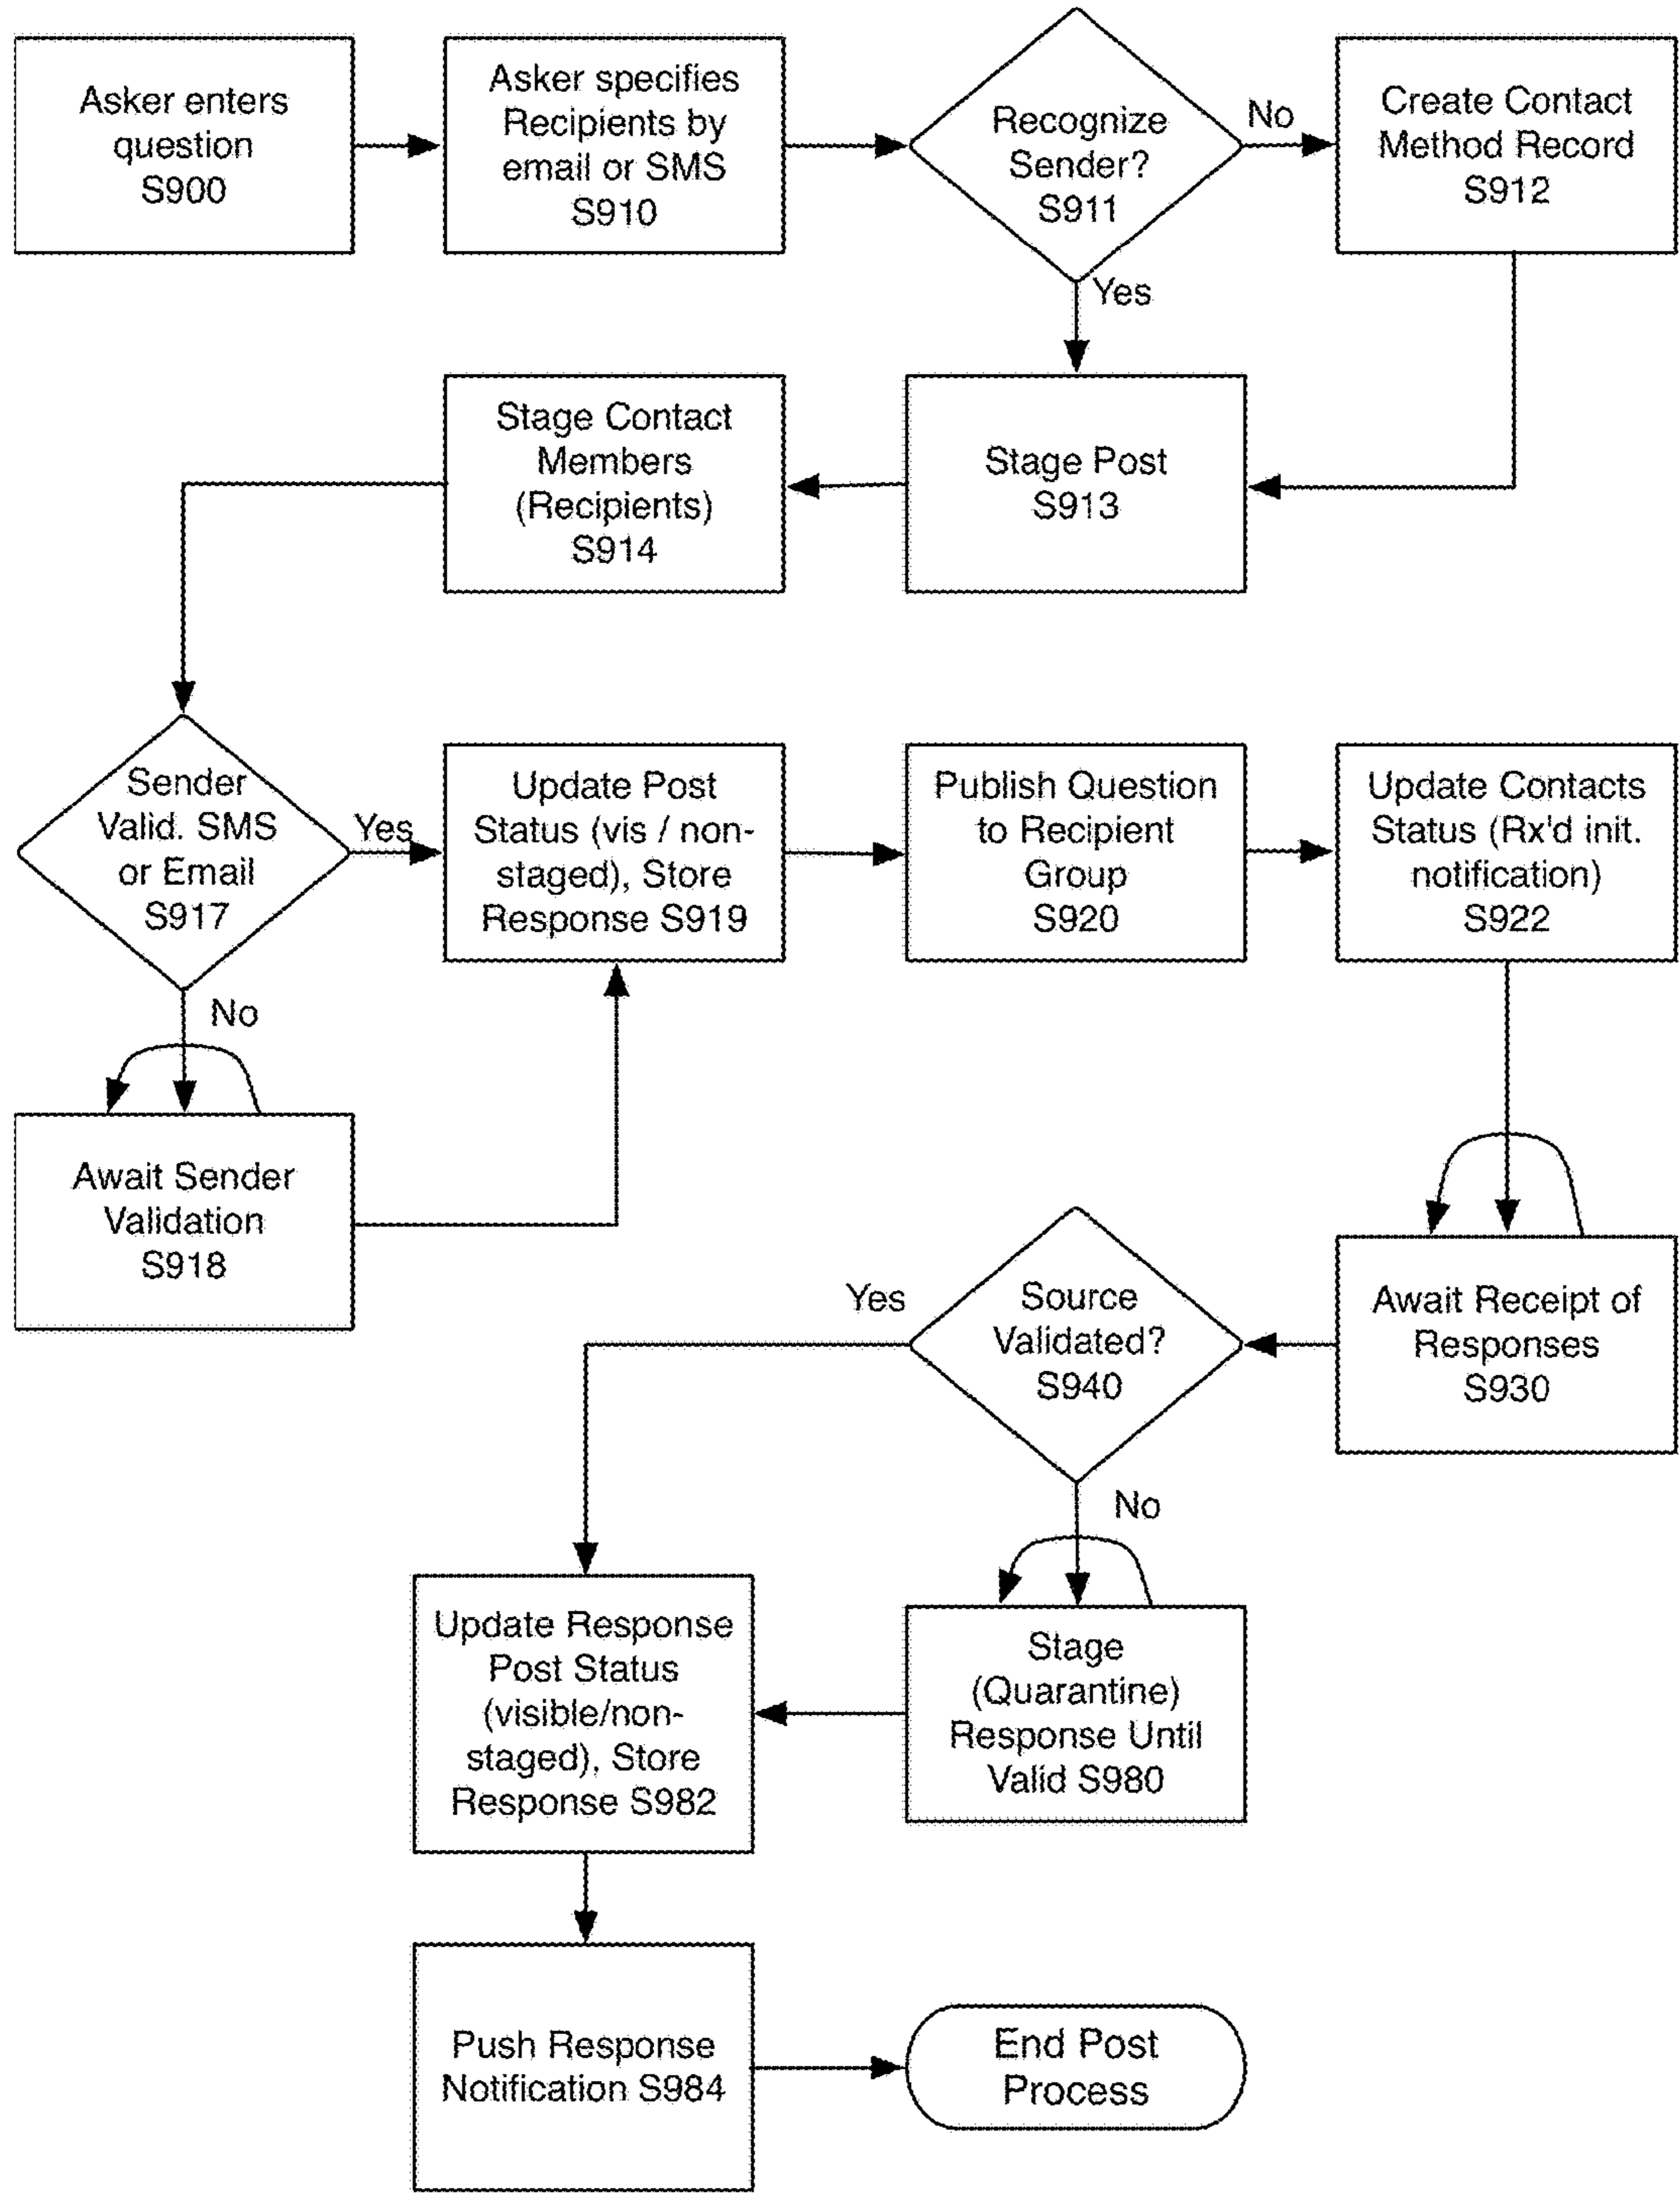 Asker enters
question
S900
Asker specifies
Recipients by
email or SMS
S910
Recognize
Sender?
S911
No
Create Contact
Method Record
S912
Yes
Stage Contact
Members
(Recipients)
S914
Stage Post
S913
Sender
Valid. SMS
or Email
S917
Yes
Update Post
Status (vis / non-
staged), Store
Response S919
Publish Question
to Recipient
Group
S920
Update Contacts
Status (Rx'd init.
notification)
S922
No
Await Sender
Validation
S918
Yes
Source
Validated?
S940
Await Receipt of
Responses
S930
No
Update Response
Post Status
(visible/non-
staged), Store
Response S982
Stage
(Quarantine)
Response Until
Valid S980
Push Response
Notification S984
End Post
Process